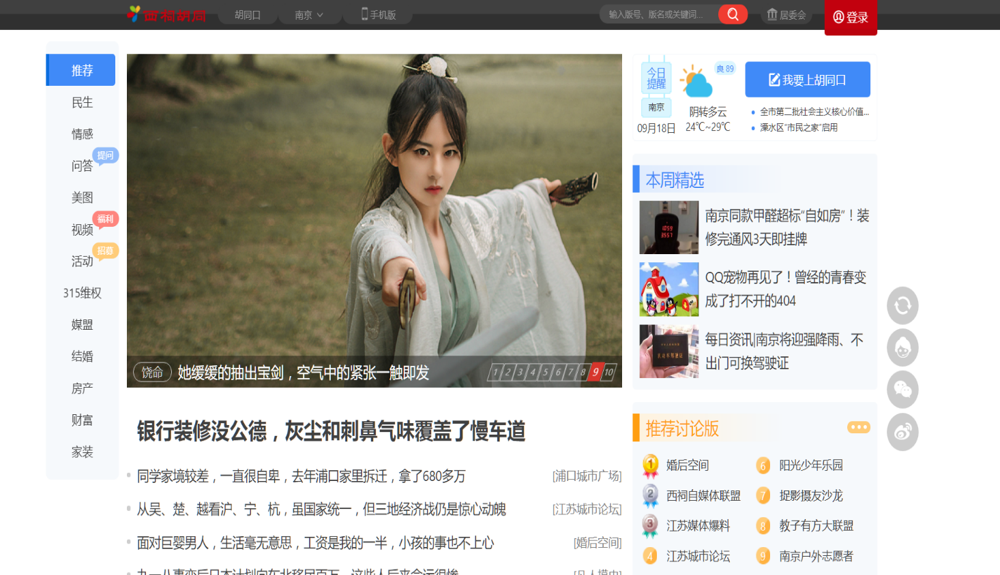 西祠胡同
胡同口
南京
手机版
输入版号、版名或关键词...
居委会
登录
推荐
民生
情感
问答
提问
美图
视频
福利
活动
招募
315维权
媒盟
结婚
房产
财富
家装
饶命
她缓缓的抽出宝剑，空气中的紧张一触即发
1 2 3 4 5 6 7 8 9 10
今日
提醒
南京
09月18日
良 89
阴转多云
24℃~29℃
我要上胡同口
全市第二批社会主义核心价值...
溧水区“市民之家”启用
本周精选
南京同款甲醛超标“自如房”！装
修完通风3天即挂牌
QQ宠物再见了！曾经的青春变
成了打不开的404
每日资讯|南京将迎强降雨、不
出门可换驾驶证
银行装修没公德，灰尘和刺鼻气味覆盖了慢车道
同学家境较差，一直很自卑，去年浦口家里拆迁，拿了680多万
[浦口城市广场]
从吴、楚、越看沪、宁、杭，虽国家统一，但三地经济战仍是惊心动魄
[江苏城市论坛]
面对巨婴男人，生活毫无意思，工资是我的一半，小孩的事也不上心
[婚后空间]
推荐讨论版
1 婚后空间
6 阳光少年乐园
2 西祠自媒体联盟
7 捉影摄友沙龙
3 江苏媒体爆料
8 教子有方大联盟
4 江苏城市论坛
9 南京户外志愿者